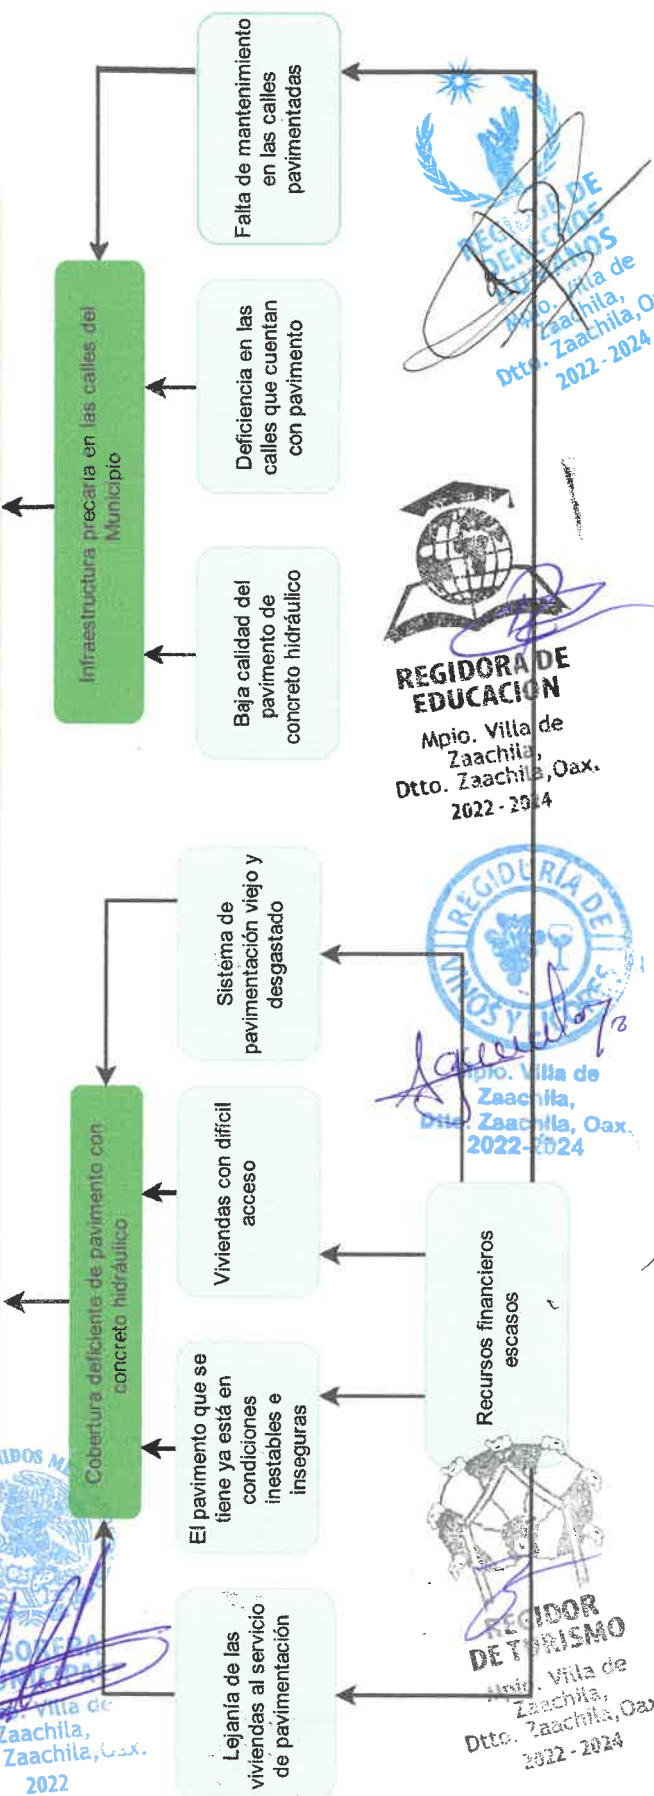 Infraestructura precaria en las calles del
Municipio
Falta de mantenimiento
en las calles
pavimentadas
Deficiencia en las
calles que cuentan
con pavimento
Baja calidad del
pavimento de
concreto hidráulico
Cobertura deficiente de pavimento con
concreto hidráulico
Sistema de
pavimentación viejo y
desgastado
Viviendas con difícil
acceso
El pavimento que se
tiene ya está en
condiciones
inestables e
inseguras
Lejanía de las
viviendas al servicio
de pavimentación
Recursos financieros
escasos
DERECHOS
HUMANOS
Mpio. Villa de
Zaachila,
Dtto. Zaachila,
2022 - 2024
REGIDORA DE
EDUCACIÓN
Mpio. Villa de
Zaachila,
Dtto. Zaachila, Oax.
2022 - 2024
REGIDURÍA DE
Villa de
Zaachila,
Dtto. Zaachila, Oax.
2022-2024
REGIDOR
DE TURISMO
Mpio. Villa de
Zaachila,
Dtto. Zaachila, Oax
2022 - 2024
Villa de
Zaachila,
Zaachila, Oax.
2022